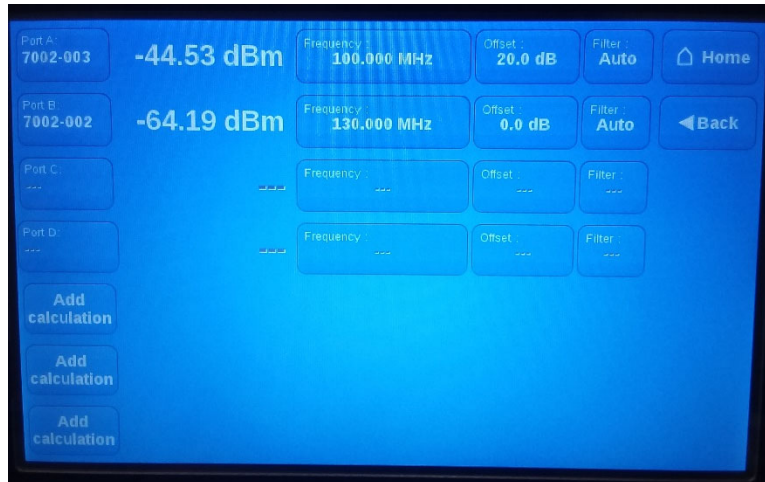 Port A: -44.53 dBm Frequency : Offset : Filter : Home
7002-003 100.000 MHz 20.0 dB Auto
Port B: -64.19 dBm Frequency : Offset : Filter : Back
7002-002 130.000 MHz 0.0 dB Auto
Port C: --- Frequency : Offset : Filter :
--- --- --- ---
Port D: --- Frequency : Offset : Filter :
--- --- --- ---
Add
calculation
Add
calculation
Add
calculation